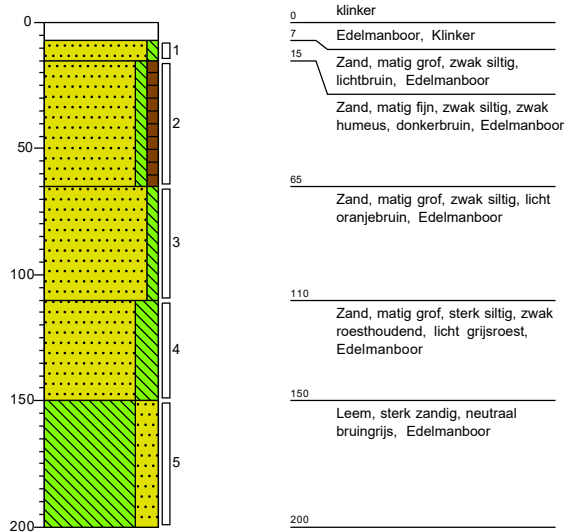 klinker
0
0
7
Edelmanboor, Klinker
1
15
Zand, matig grof, zwak siltig,
lichtbruin, Edelmanboor
2
Zand, matig fijn, zwak siltig, zwak
humeus, donkerbruin, Edelmanboor
50
65
Zand, matig grof, zwak siltig, licht
oranjebruin, Edelmanboor
3
100
110
Zand, matig grof, sterk siltig, zwak
roesthoudend, licht grijsroest,
Edelmanboor
4
150
150
Leem, sterk zandig, neutraal
bruingrijs, Edelmanboor
5
200
200